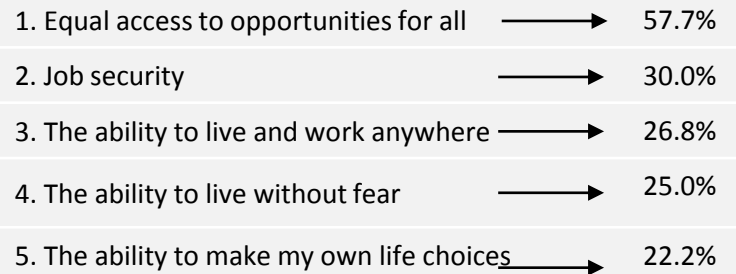 1. Equal access to opportunities for all 57.7%
2. Job security 30.0%
3. The ability to live and work anywhere 26.8%
4. The ability to live without fear 25.0%
5. The ability to make my own life choices 22.2%